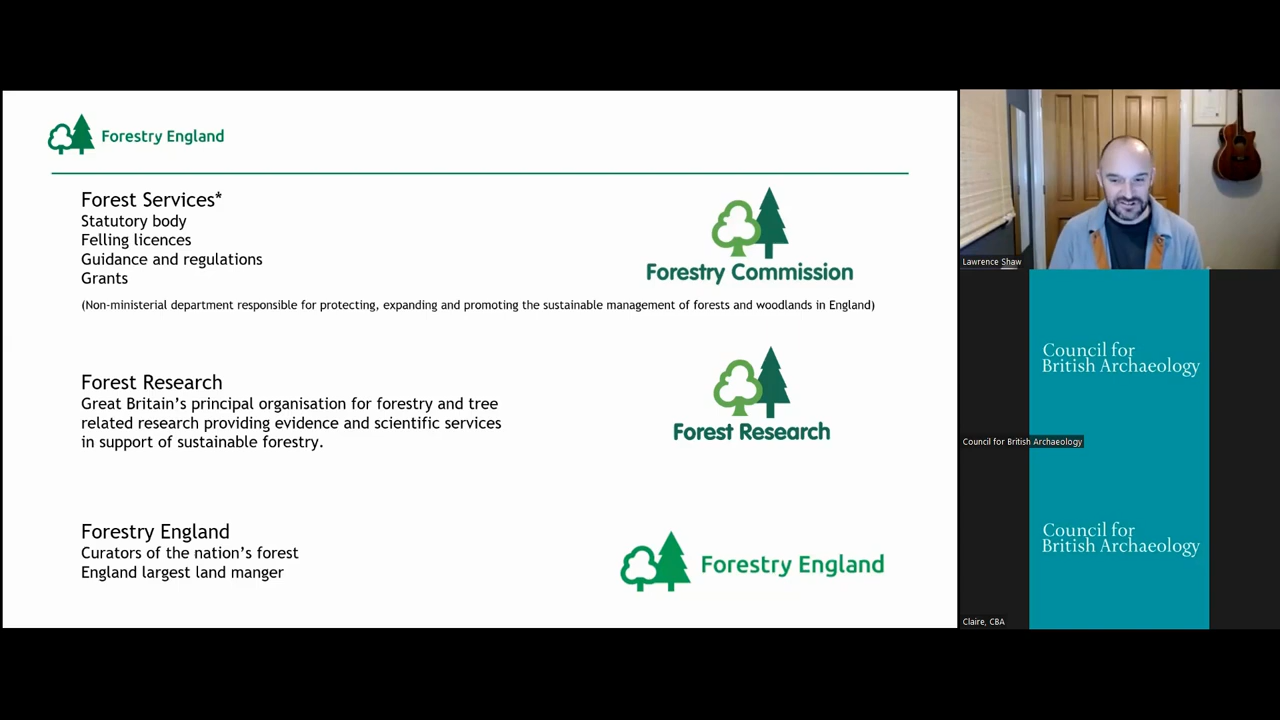 Forestry England
Forest Services*
Statutory body
Felling licences
Guidance and regulations
Grants
(Non-ministerial department responsible for protecting, expanding and promoting the sustainable management of forests and woodlands in England)
Forestry Commission
Forest Research
Great Britain’s principal organisation for forestry and tree
related research providing evidence and scientific services
in support of sustainable forestry.
Forest Research
Forestry England
Curators of the nation’s forest
England largest land manger
Forestry England
Lawrence Shaw
Council for
British Archaeology
Council for British Archaeology
Council for
British Archaeology
Claire, CBA